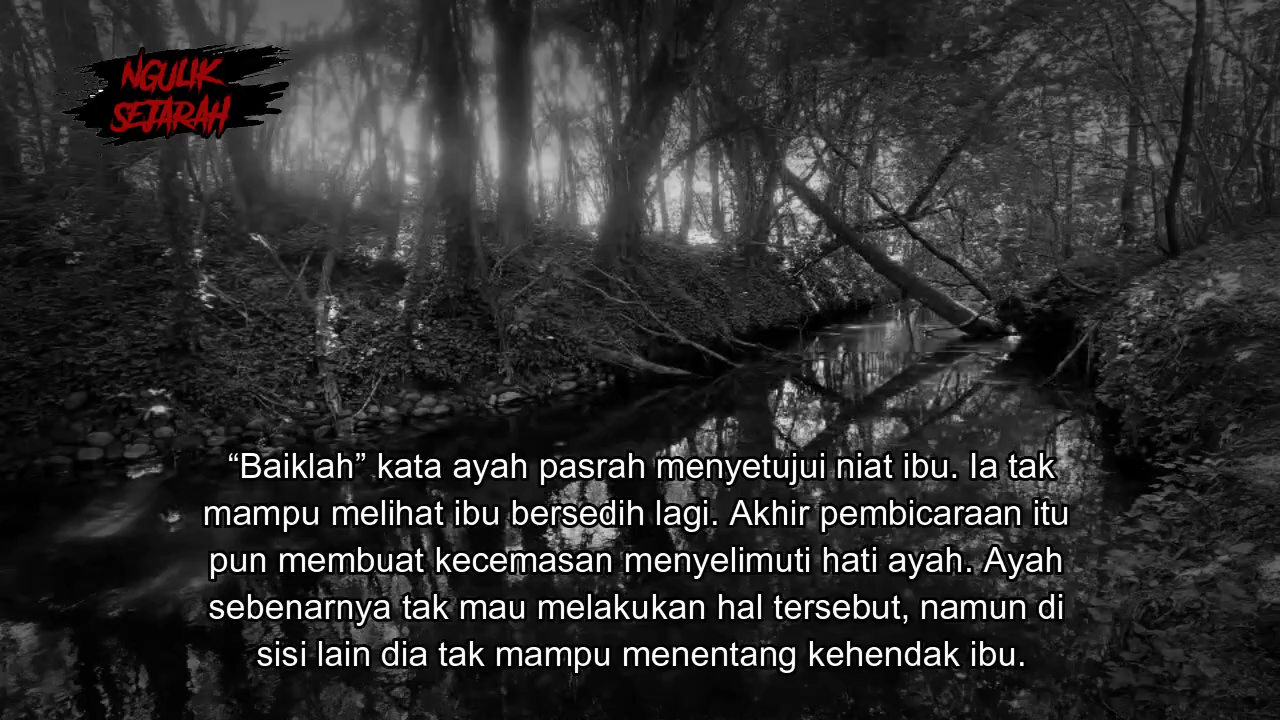 NGULIK
SEJARAH
“Baiklah” kata ayah pasrah menyetujui niat ibu. Ia tak
mampu melihat ibu bersedih lagi. Akhir pembicaraan itu
pun membuat kecemasan menyelimuti hati ayah. Ayah
sebenarnya tak mau melakukan hal tersebut, namun di
sisi lain dia tak mampu menentang kehendak ibu.